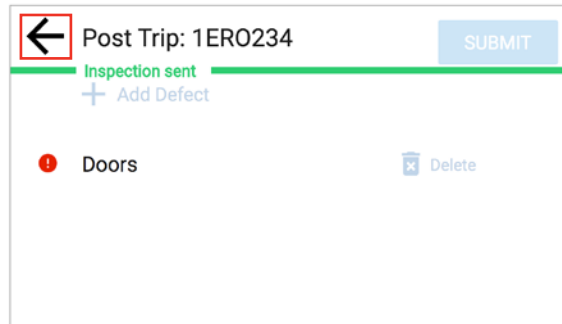 Post Trip: 1ERO234
SUBMIT
Inspection sent
Add Defect
Doors
Delete